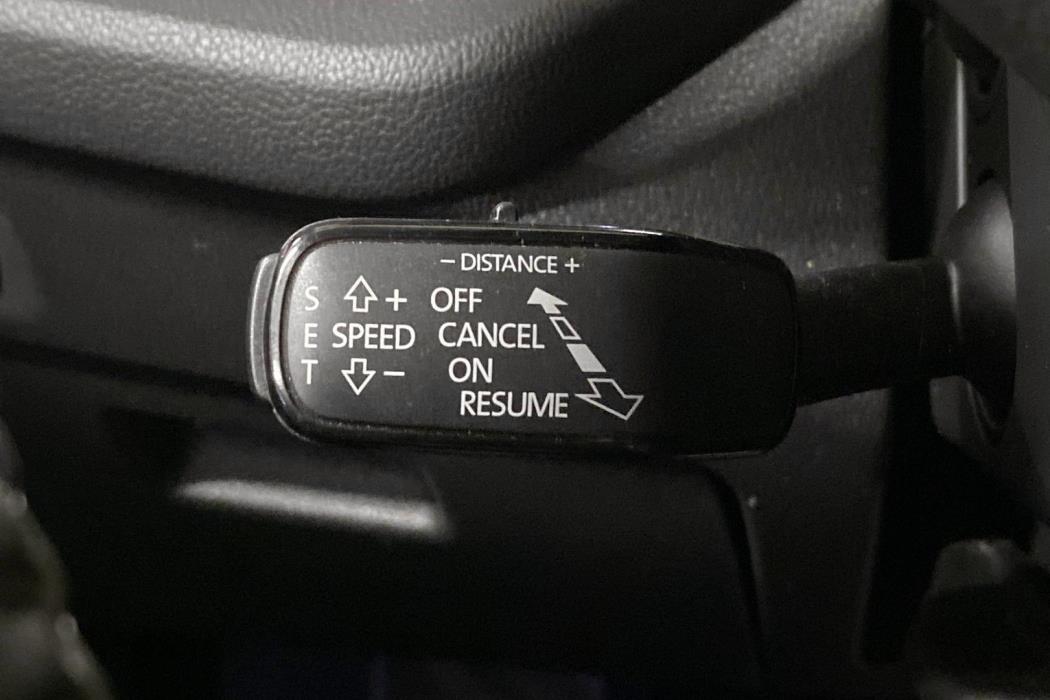 – DISTANCE +
S + OFF
E SPEED CANCEL
T – ON
RESUME